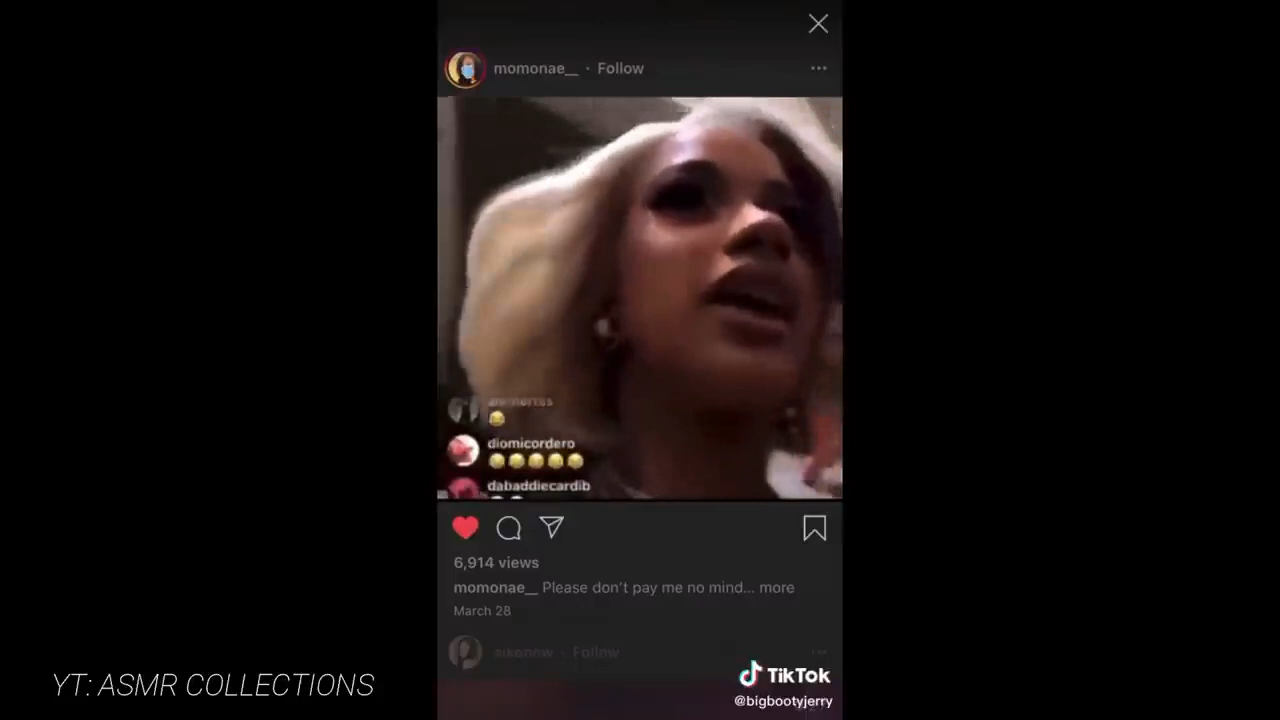 momonae__ · Follow
diomicordero
dabaddiecardib
6,914 views
momonae__ Please don't pay me no mind... more
March 28
· Follow
YT: ASMR COLLECTIONS
TikTok
@bigbootyjerry